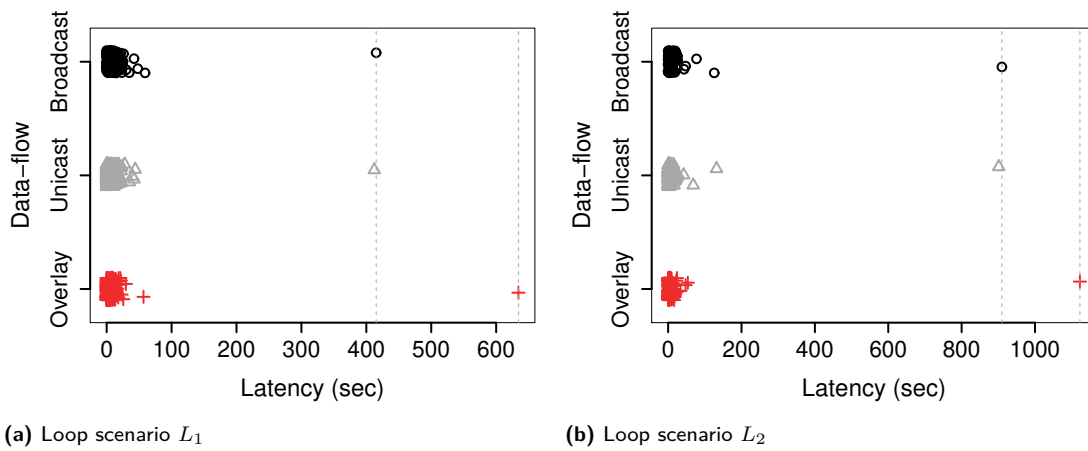 Data−flow
Broadcast
Unicast
Overlay
0 100 200 300 400 500 600
Latency (sec)
(a) Loop scenario L₁
Data−flow
Broadcast
Unicast
Overlay
0 200 400 600 800 1000
Latency (sec)
(b) Loop scenario L₂